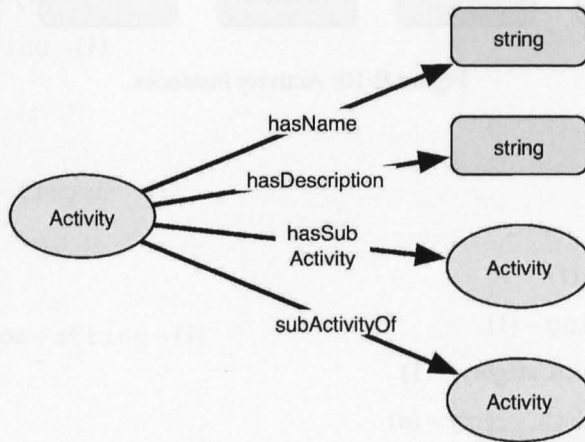 string
hasName
string
hasDescription
Activity
hasSub
Activity
Activity
subActivityOf
Activity